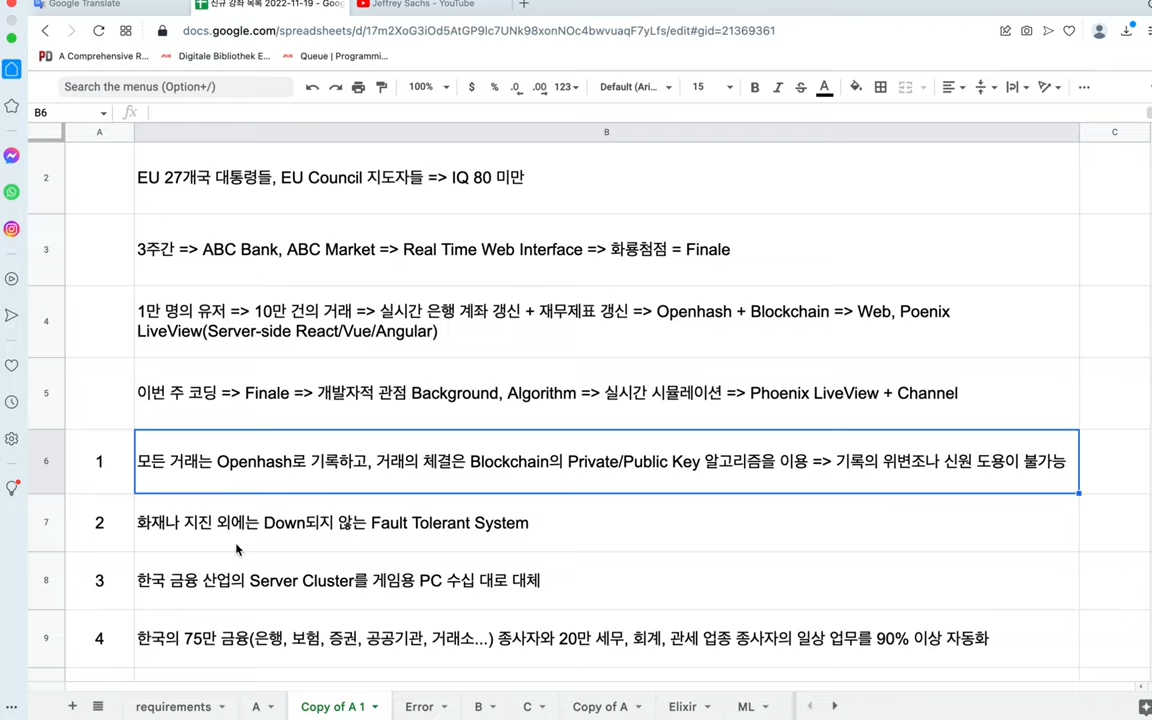 Google Translate
신규 강좌 목록 2022-11-19 - Goog
Jeffrey Sachs - YouTube
docs.google.com/spreadsheets/d/17m2XoG3iOd5AtGP9lc7UNk98xonNOc4bwvuaqF7yLfs/edit#gid=21369361
A Comprehensive R...
Digitale Bibliothek E...
Queue | Programmi...
Search the menus (Option+/)
100%
$ % .0 .00 123
Default (Ari...
15
B I S A
B6
fx
A B C
2 EU 27개국 대통령들, EU Council 지도자들 => IQ 80 미만
3 3주간 => ABC Bank, ABC Market => Real Time Web Interface => 화룡첨점 = Finale
4 1만 명의 유저 => 10만 건의 거래 => 실시간 은행 계좌 갱신 + 재무제표 갱신 => Openhash + Blockchain => Web, Poenix
LiveView(Server-side React/Vue/Angular)
5 이번 주 코딩 => Finale => 개발자적 관점 Background, Algorithm => 실시간 시뮬레이션 => Phoenix LiveView + Channel
6 1 모든 거래는 Openhash로 기록하고, 거래의 체결은 Blockchain의 Private/Public Key 알고리즘을 이용 => 기록의 위변조나 신원 도용이 불가능
7 2 화재나 지진 외에는 Down되지 않는 Fault Tolerant System
8 3 한국 금융 산업의 Server Cluster를 게임용 PC 수십 대로 대체
9 4 한국의 75만 금융(은행, 보험, 증권, 공공기관, 거래소...) 종사자와 20만 세무, 회계, 관세 업종 종사자의 일상 업무를 90% 이상 자동화
requirements
A
Copy of A 1
Error
B
C
Copy of A
Elixir
ML